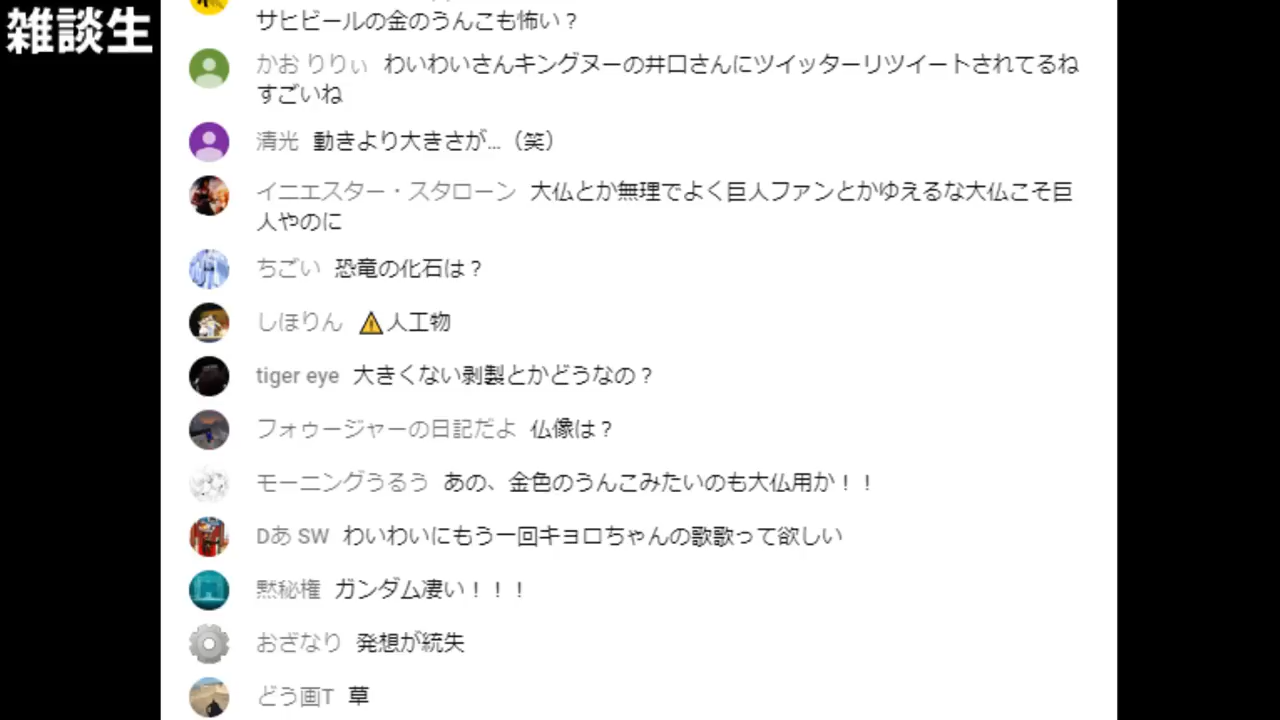 雑談生
サヒビールの金のうんこも怖い？
かお りりぃ わいわいさんキングヌーの井口さんにツイッターリツイートされてるね
すごいね
清光 動きより大きさが...（笑）
イニエスター・スタローン 大仏とか無理でよく巨人ファンとかゆえるな大仏こそ巨
人やのに
ちごい 恐竜の化石は？
しほりん ⚠人工物
tiger eye 大きくない剥製とかどうなの？
フォゥージャーの日記だよ 仏像は？
モーニングうるう あの、金色のうんこみたいのも大仏用か！！
Dあ SW わいわいにもう一回キョロちゃんの歌歌って欲しい
黙秘権 ガンダム凄い！！！
おざなり 発想が統失
どう画T 草